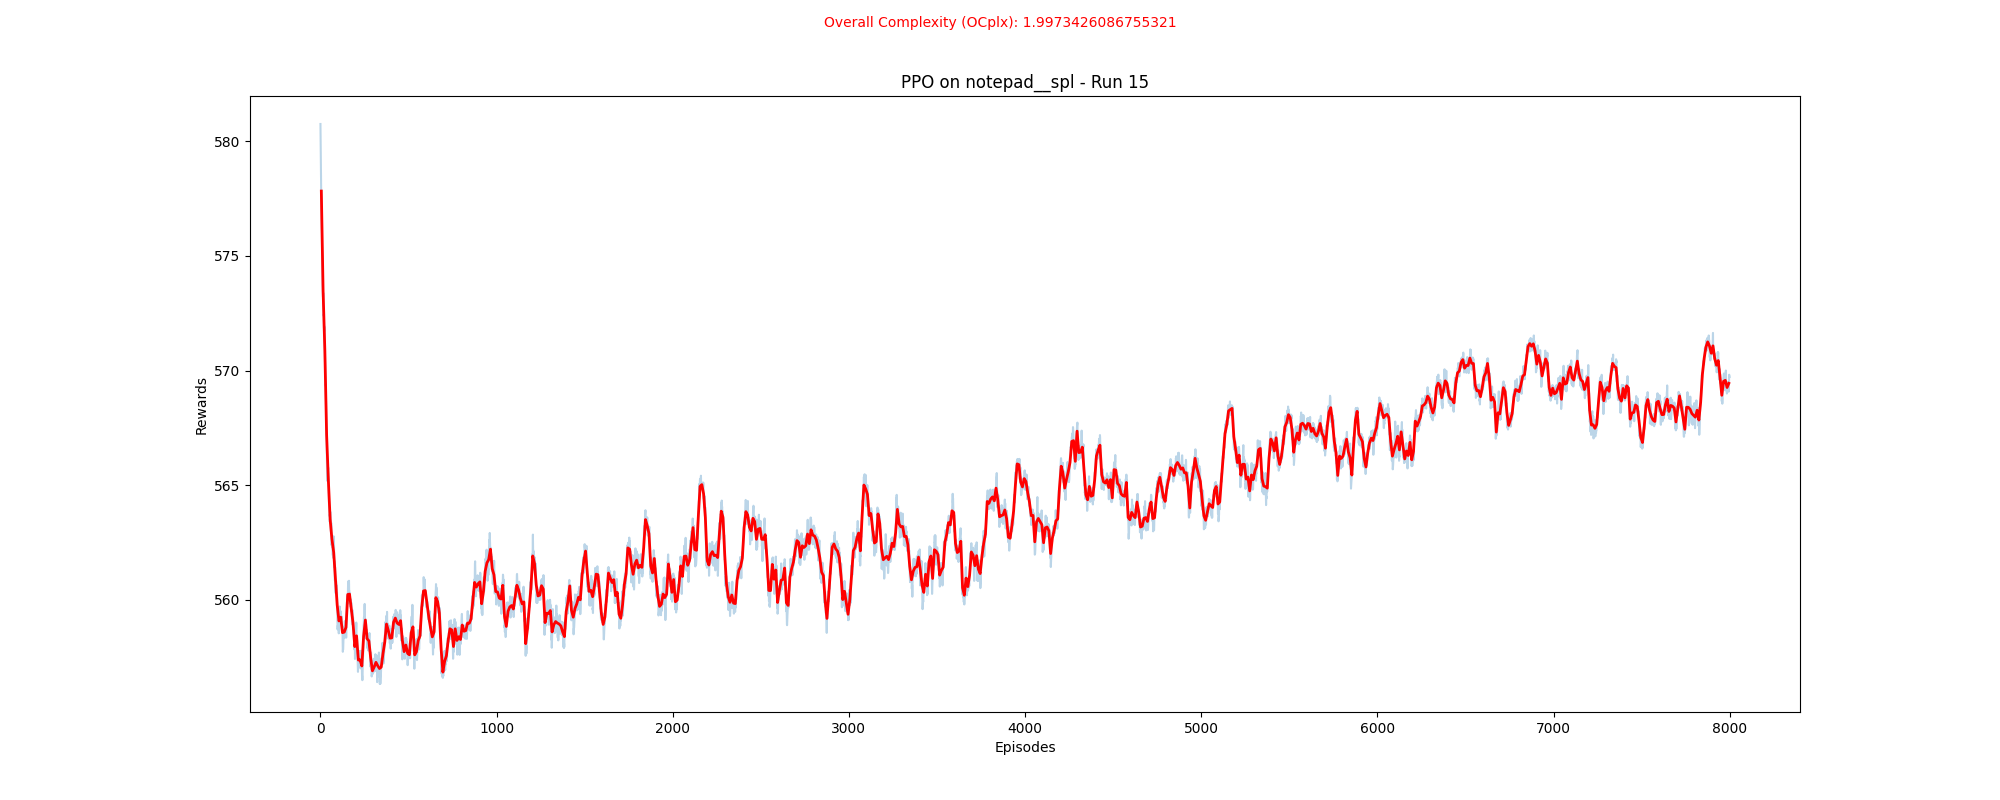 Overall Complexity (OCplx): 1.9973426086755321
PPO on notepad__spl - Run 15
580
575
570
565
560
Rewards
0 1000 2000 3000 4000 5000 6000 7000 8000
Episodes